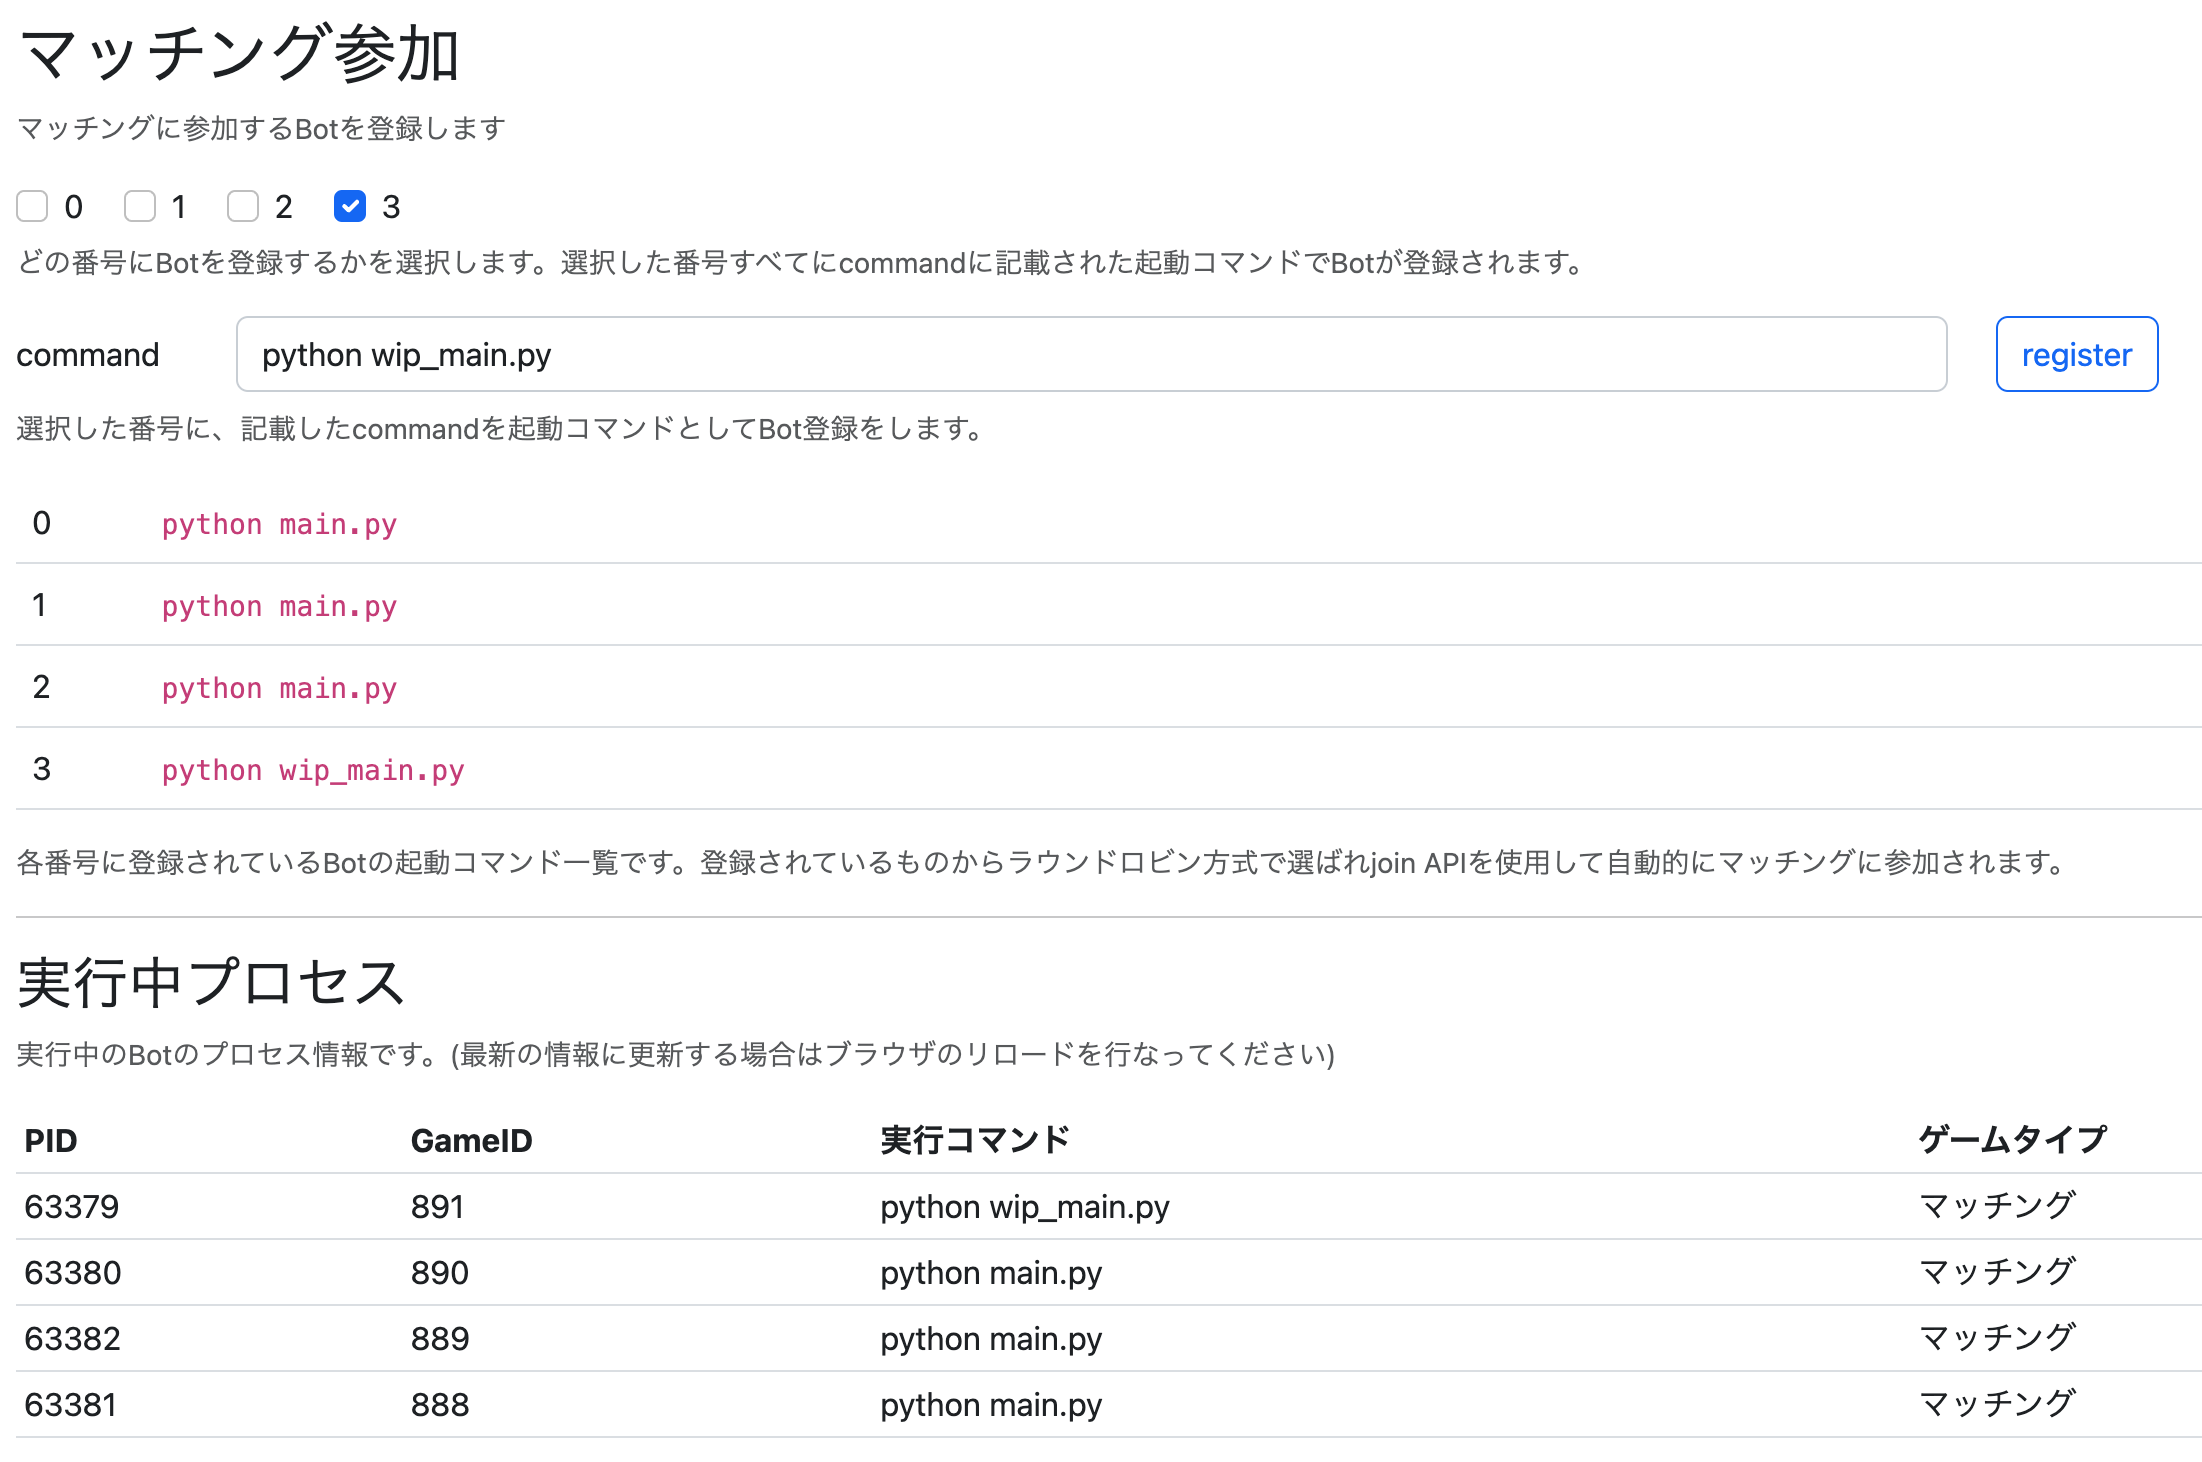 マッチング参加
マッチングに参加するBotを登録します
0 1 2 3
どの番号にBotを登録するかを選択します。選択した番号すべてにcommandに記載された起動コマンドでBotが登録されます。
command python wip_main.py register
選択した番号に、記載したcommandを起動コマンドとしてBot登録をします。
0 python main.py
1 python main.py
2 python main.py
3 python wip_main.py
各番号に登録されているBotの起動コマンド一覧です。登録されているものからラウンドロビン方式で選ばれjoin APIを使用して自動的にマッチングに参加されます。
実行中プロセス
実行中のBotのプロセス情報です。(最新の情報に更新する場合はブラウザのリロードを行なってください)
PID GameID 実行コマンド ゲームタイプ
63379 891 python wip_main.py マッチング
63380 890 python main.py マッチング
63382 889 python main.py マッチング
63381 888 python main.py マッチング